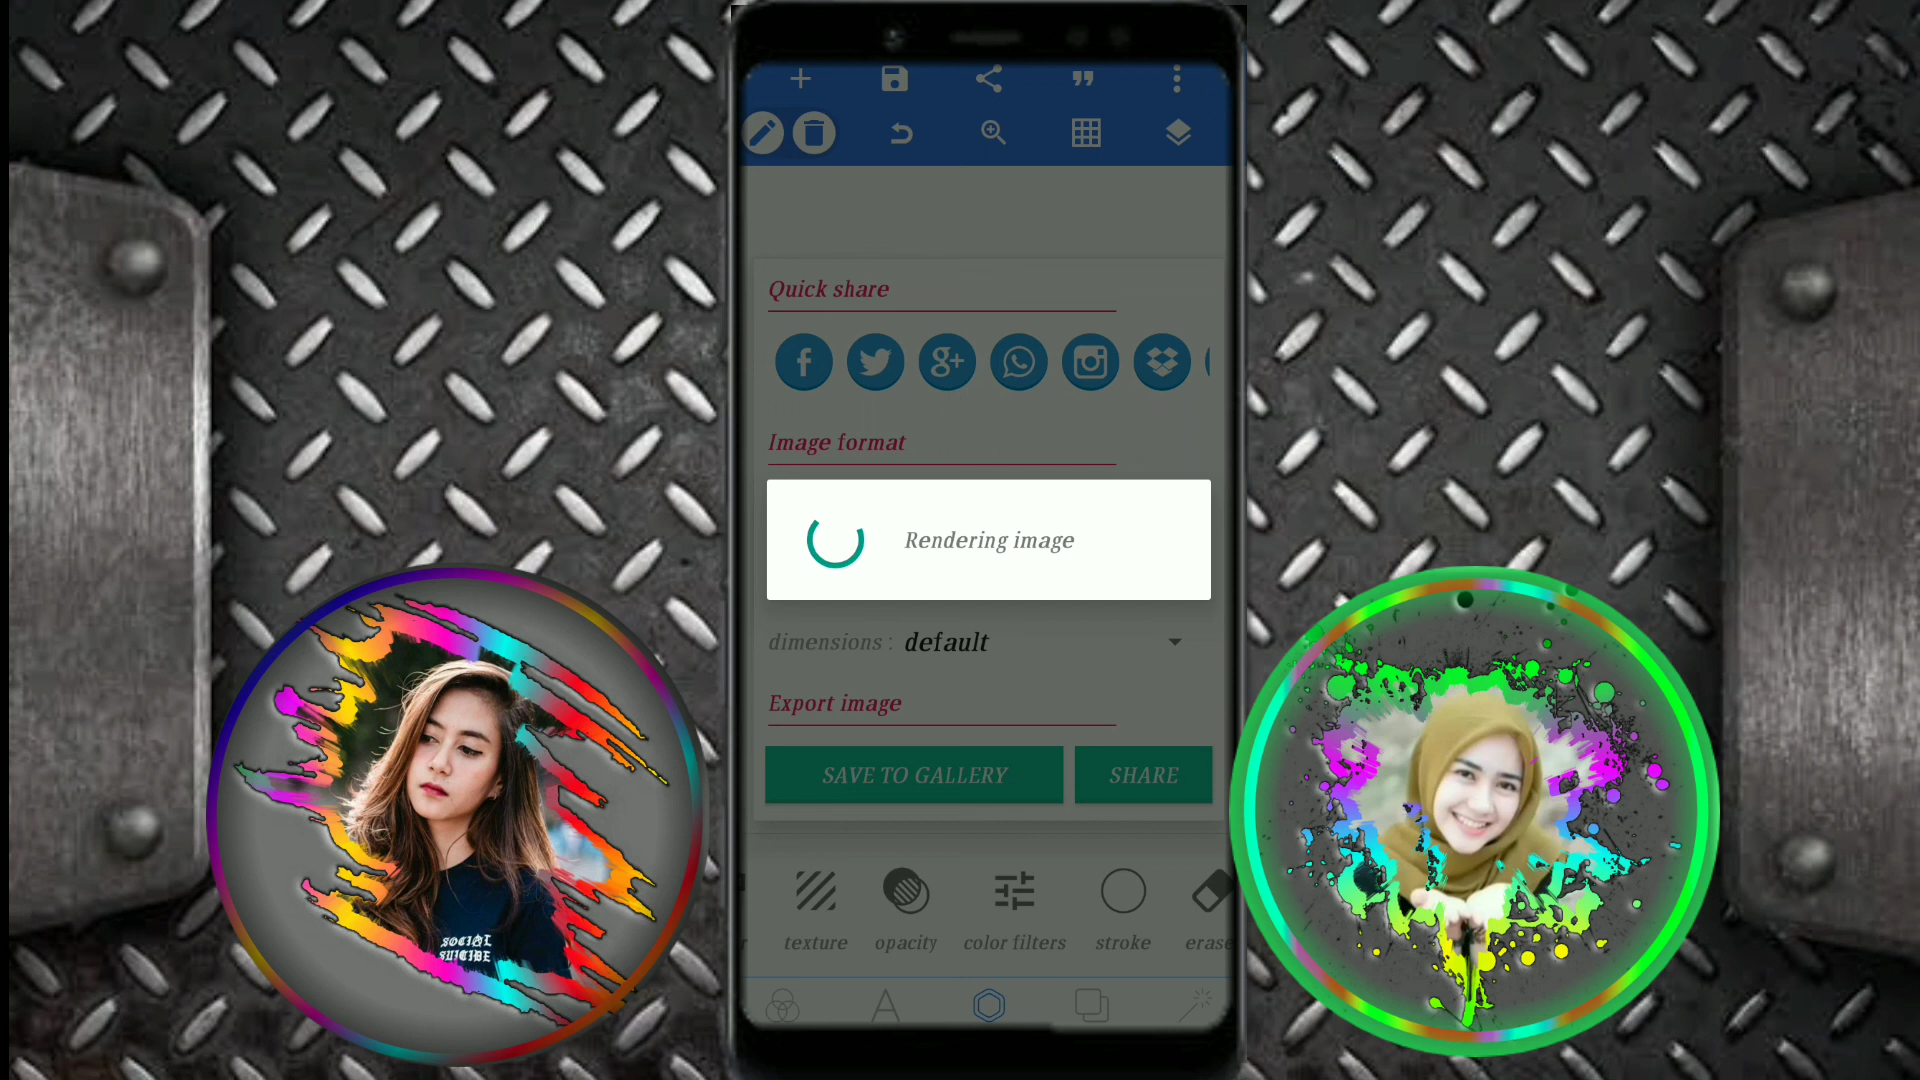 Quick share
Image format
Rendering image
dimensions : default
Export image
SAVE TO GALLERY
SHARE
texture
opacity
color filters
stroke
erase
SOCIAL
SUICIDE